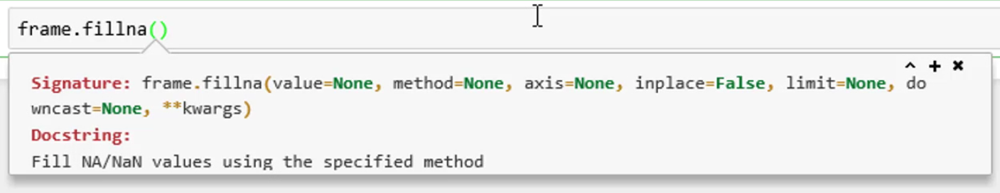 frame.fillna()
Signature: frame.fillna(value=None, method=None, axis=None, inplace=False, limit=None, do
wncast=None, **kwargs)
Docstring:
Fill NA/NaN values using the specified method